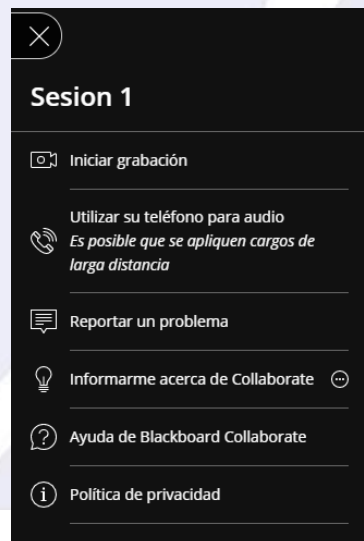 Sesion 1
Iniciar grabación
Utilizar su teléfono para audio
Es posible que se apliquen cargos de
larga distancia
Reportar un problema
Informarme acerca de Collaborate
Ayuda de Blackboard Collaborate
Política de privacidad